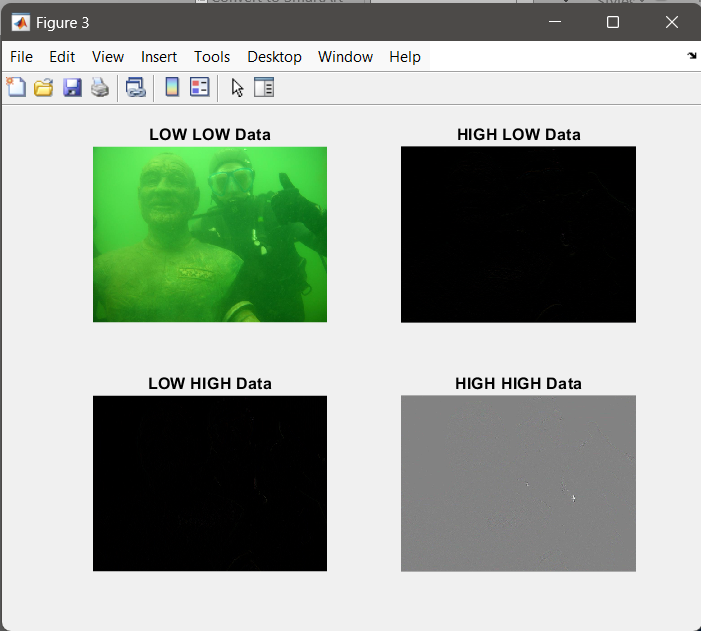 Figure 3
File Edit View Insert Tools Desktop Window Help
LOW LOW Data
HIGH LOW Data
LOW HIGH Data
HIGH HIGH Data